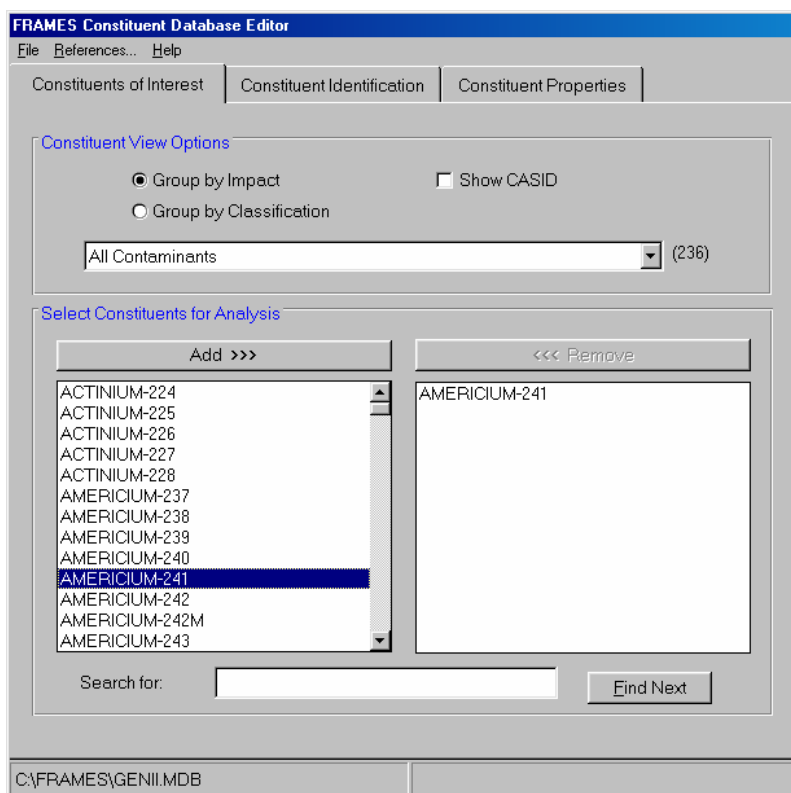 FRAMES Constituent Database Editor
File References... Help
Constituents of Interest Constituent Identification Constituent Properties
Constituent View Options
Group by Impact Show CASID
Group by Classification
All Contaminants (236)
Select Constituents for Analysis
Add >>> <<< Remove
ACTINIUM-224
ACTINIUM-225
ACTINIUM-226
ACTINIUM-227
ACTINIUM-228
AMERICIUM-237
AMERICIUM-238
AMERICIUM-239
AMERICIUM-240
AMERICIUM-241
AMERICIUM-242
AMERICIUM-242M
AMERICIUM-243
AMERICIUM-241
Search for: Find Next
C:\FRAMES\GENII.MDB